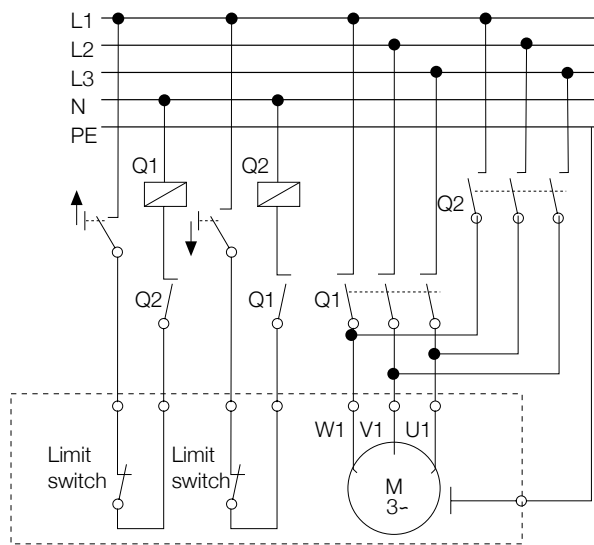 L1
L2
L3
N
PE
Q1
Q2
Q2
Q2
Q1
Q1
W1 V1 U1
Limit
switch
Limit
switch
M
3~